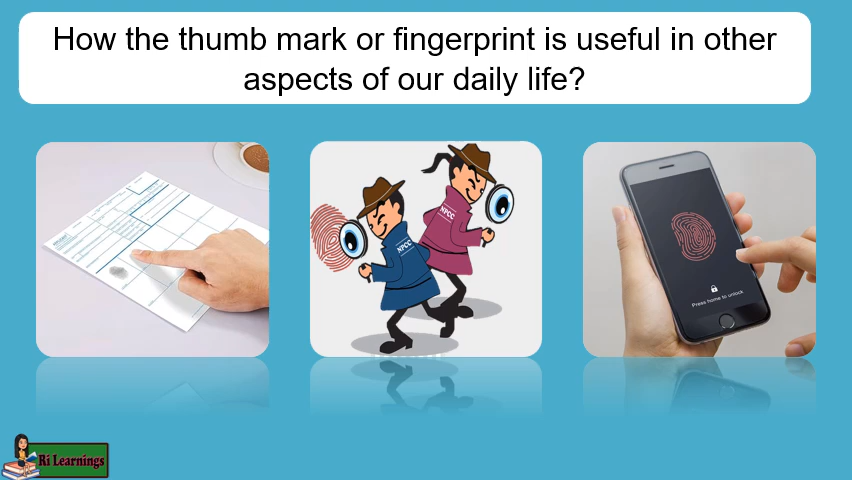 How the thumb mark or fingerprint is useful in other
aspects of our daily life?
NPCC
NPCC
Press home to unlock
Ri Learnings